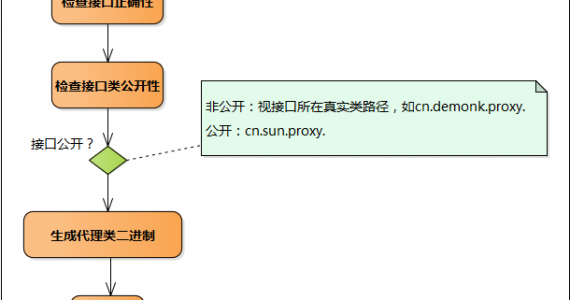 检查接口正确性
检查接口类公开性
非公开：视接口所在真实类路径，如cn.demonk.proxy.
公开：cn.sun.proxy.
接口公开？
生成代理类二进制